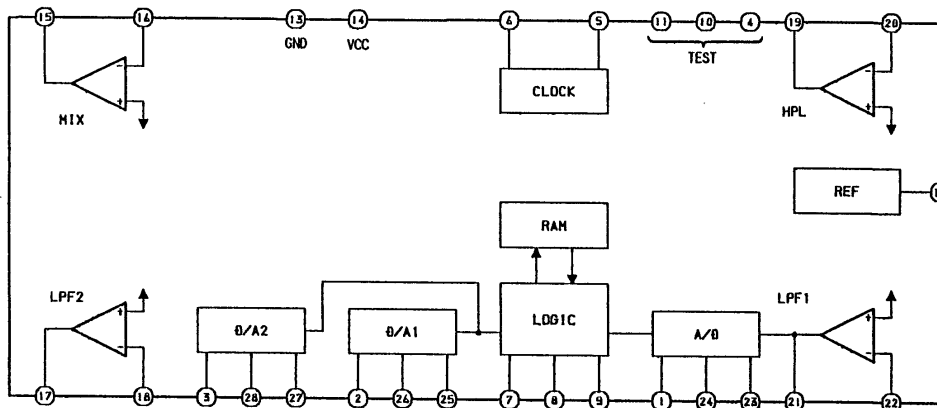 15 16 13 14 6 5 11 10 4 19 20
GND VCC
TEST
CLOCK
- +
MIX
- +
HPL
REF
RAM
LPF2
+ -
D/A2
D/A1
LOGIC
A/D
LPF1
+ -
17 18 3 28 27 2 26 25 7 8 9 1 24 23 21 22